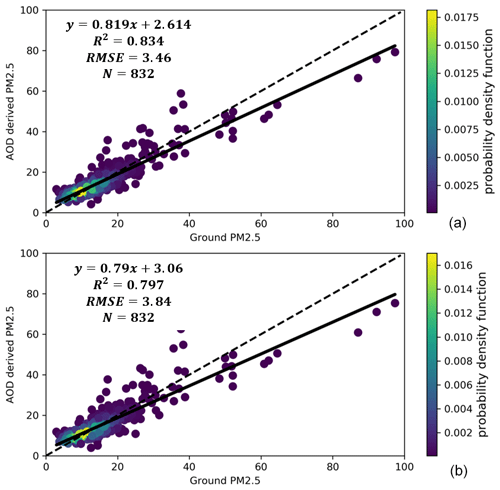 y = 0.819x + 2.614
R² = 0.834
RMSE = 3.46
N = 832
100
80
60
40
20
0
AOD derived PM2.5
0 20 40 60 80 100
Ground PM2.5
0.0175
0.0150
0.0125
0.0100
0.0075
0.0050
0.0025
probability density function
(a)
y = 0.79x + 3.06
R² = 0.797
RMSE = 3.84
N = 832
100
80
60
40
20
0
AOD derived PM2.5
0 20 40 60 80 100
Ground PM2.5
0.016
0.014
0.012
0.010
0.008
0.006
0.004
0.002
probability density function
(b)